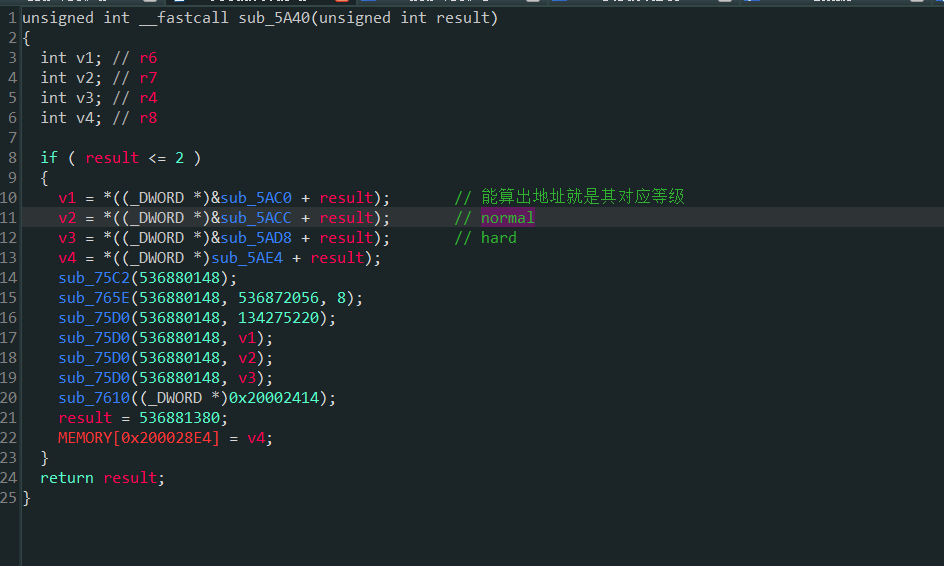 1 unsigned int __fastcall sub_5A40(unsigned int result)
2 {
3 int v1; // r6
4 int v2; // r7
5 int v3; // r4
6 int v4; // r8
7
8 if ( result <= 2 )
9 {
10 v1 = *((_DWORD *)&sub_5AC0 + result); // 能算出地址就是其对应等级
11 v2 = *((_DWORD *)&sub_5ACC + result); // normal
12 v3 = *((_DWORD *)&sub_5AD8 + result); // hard
13 v4 = *((_DWORD *)sub_5AE4 + result);
14 sub_75C2(536880148);
15 sub_765E(536880148, 536872056, 8);
16 sub_75D0(536880148, 134275220);
17 sub_75D0(536880148, v1);
18 sub_75D0(536880148, v2);
19 sub_75D0(536880148, v3);
20 sub_7610((_DWORD *)0x20002414);
21 result = 536881380;
22 MEMORY[0x200028E4] = v4;
23 }
24 return result;
25 }